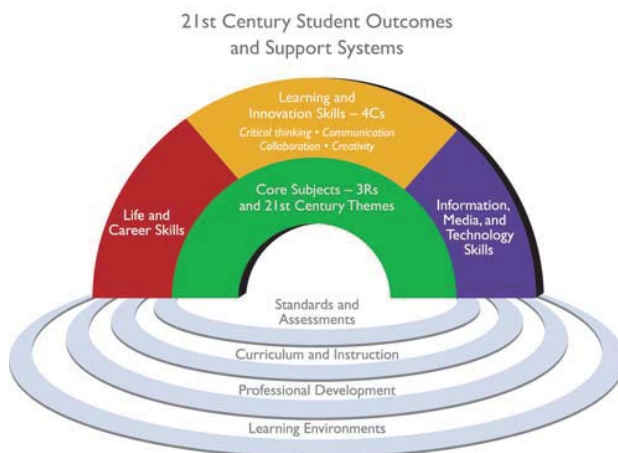 21st Century Student Outcomes
and Support Systems
Learning and
Innovation Skills – 4Cs
Critical thinking • Communication
Collaboration • Creativity
Core Subjects – 3Rs
and 21st Century Themes
Life and
Career Skills
Information,
Media, and
Technology
Skills
Standards and
Assessments
Curriculum and Instruction
Professional Development
Learning Environments